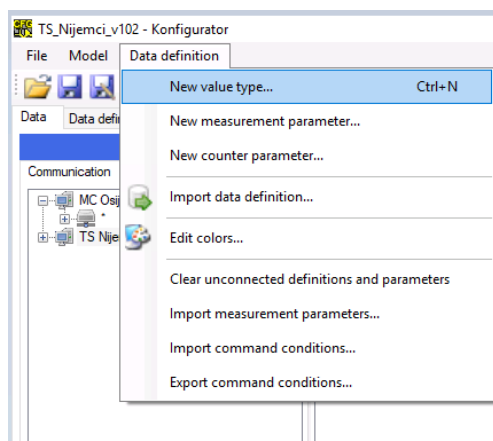 TS_Nijemci_v102 - Konfigurator
File Model Data definition
New value type... Ctrl+N
Data Data defi
New measurement parameter...
New counter parameter...
Communication
Import data definition...
MC Osij
*
TS Nije
Edit colors...
Clear unconnected definitions and parameters
Import measurement parameters...
Import command conditions...
Export command conditions...